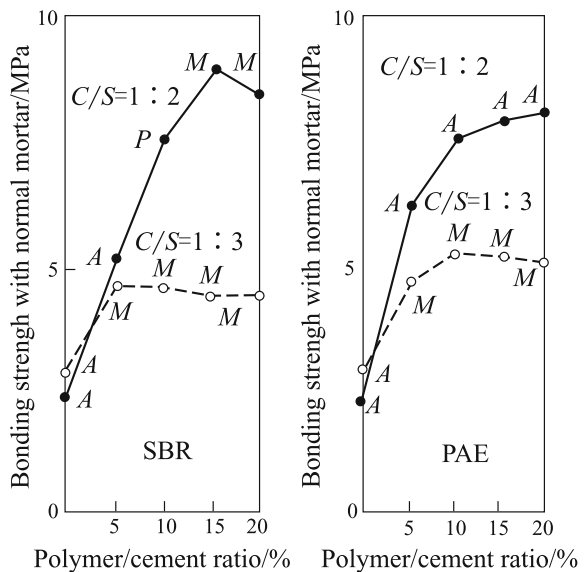 Bonding strengh with normal mortar/MPa
10
5
0
C/S=1∶2
M
M
P
A
C/S=1∶3
M
M
M
M
A
A
SBR
5
10
15
20
Polymer/cement ratio/%
Bonding strengh with normal mortar/MPa
10
5
0
C/S=1∶2
A
A
A
A
C/S=1∶3
M
M
M
M
A
A
PAE
5
10
15
20
Polymer/cement ratio/%